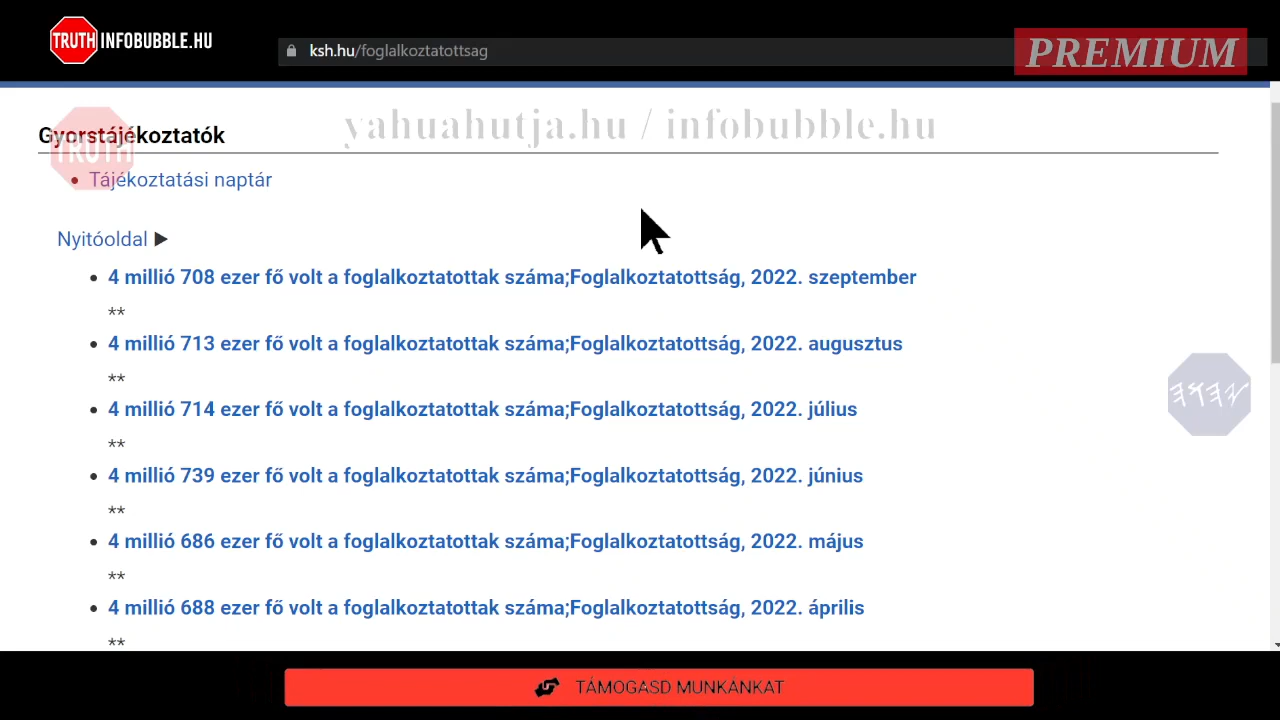 TRUTH INFOBUBBLE.HU
ksh.hu/foglalkoztatottsag
PREMIUM
yahuahutja.hu / infobubble.hu
Gyorstájékoztatók
TRUTH
• Tájékoztatási naptár
Nyitóoldal ▶
• 4 millió 708 ezer fő volt a foglalkoztatottak száma;Foglalkoztatottság, 2022. szeptember
**
• 4 millió 713 ezer fő volt a foglalkoztatottak száma;Foglalkoztatottság, 2022. augusztus
**
• 4 millió 714 ezer fő volt a foglalkoztatottak száma;Foglalkoztatottság, 2022. július
**
• 4 millió 739 ezer fő volt a foglalkoztatottak száma;Foglalkoztatottság, 2022. június
**
• 4 millió 686 ezer fő volt a foglalkoztatottak száma;Foglalkoztatottság, 2022. május
**
• 4 millió 688 ezer fő volt a foglalkoztatottak száma;Foglalkoztatottság, 2022. április
**
TÁMOGASD MUNKÁNKAT